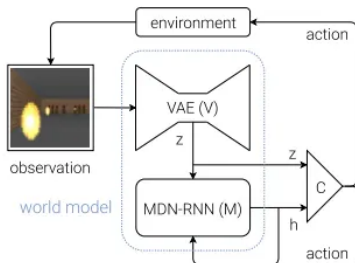 environment
action
VAE (V)
z
observation
z
C
world model
MDN-RNN (M)
h
action